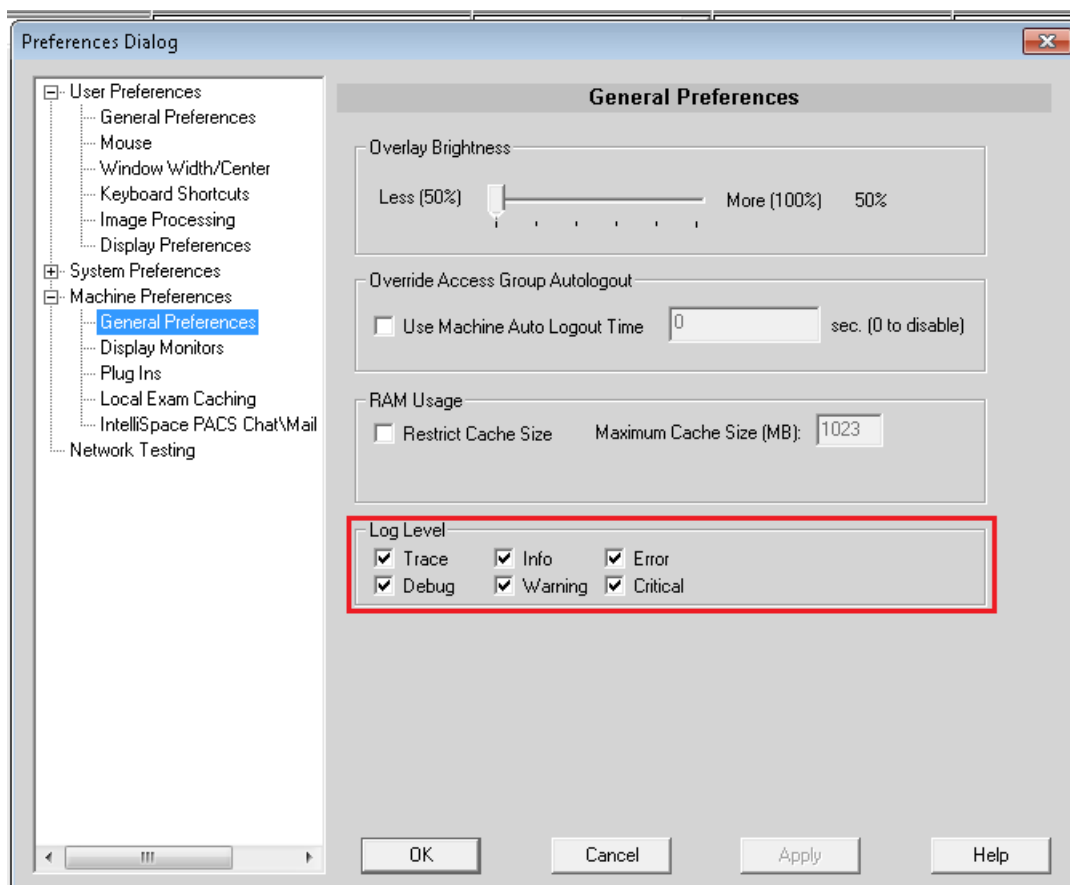 Preferences Dialog
User Preferences
General Preferences
Mouse
Window Width/Center
Keyboard Shortcuts
Image Processing
Display Preferences
System Preferences
Machine Preferences
General Preferences
Display Monitors
Plug Ins
Local Exam Caching
IntelliSpace PACS Chat\Mail
Network Testing
General Preferences
Overlay Brightness
Less (50%) More (100%) 50%
Override Access Group Autologout
Use Machine Auto Logout Time 0 sec. (0 to disable)
RAM Usage
Restrict Cache Size Maximum Cache Size (MB): 1023
Log Level
Trace Info Error
Debug Warning Critical
OK Cancel Apply Help